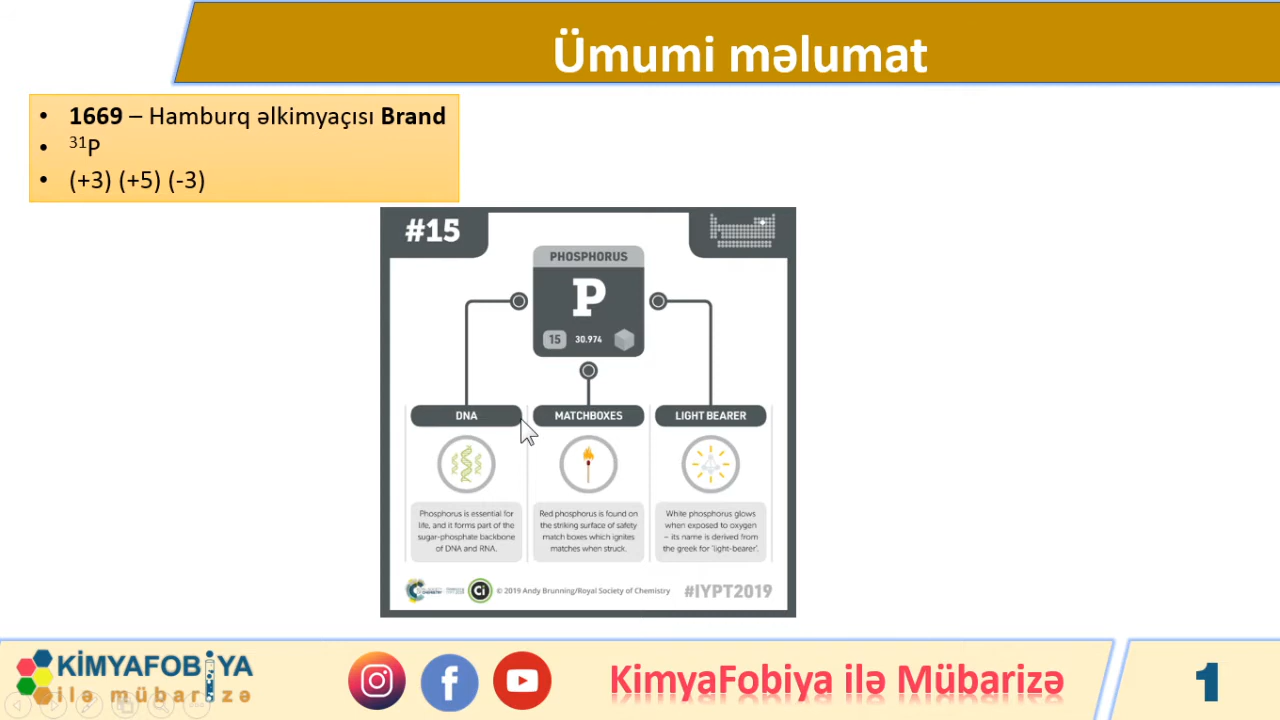 Ümumi məlumat
• 1669 – Hamburq əlkimyaçısı Brand
• ³¹P
• (+3) (+5) (-3)
#15
PHOSPHORUS
P
15 30.974
DNA
MATCHBOXES
LIGHT BEARER
Phosphorus is essential for
life, and it forms part of the
sugar-phosphate backbone
of DNA and RNA.
Red phosphorus is found on
the striking surface of safety
match boxes which ignites
matches when struck.
White phosphorus glows
when exposed to oxygen
– its name is derived from
the greek for 'light-bearer'.
Ci
© 2019 Andy Brunning/Royal Society of Chemistry
#IYPT2019
KİMYAFOBİYA
ilə mübarizə
KimyaFobiya ilə Mübarizə
1